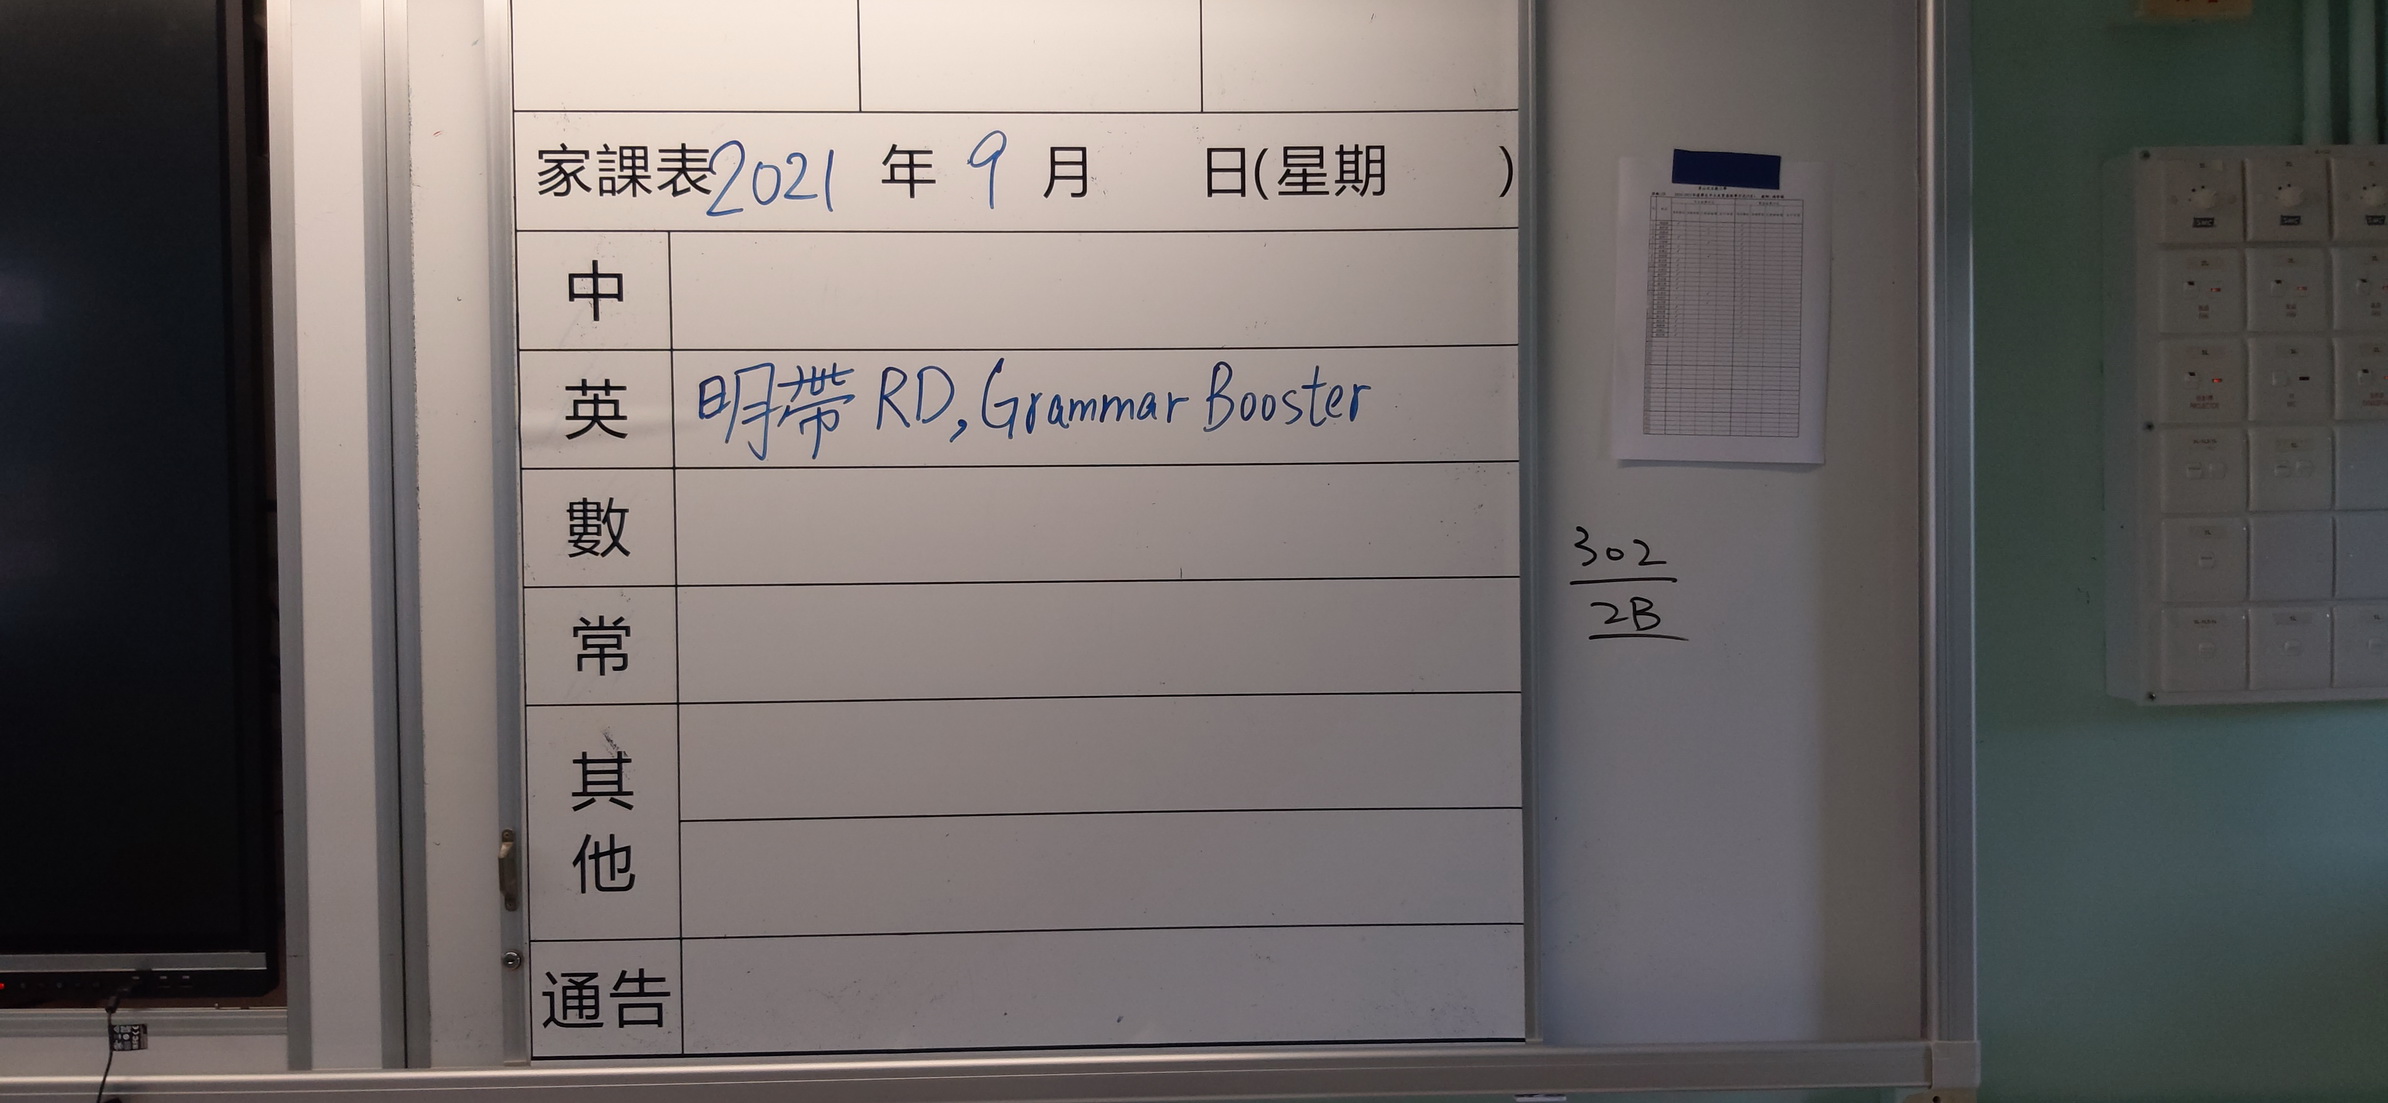 家課表2021 年 9 月 日(星期 )
中
英 明帶 RD, Grammar Booster
數
常
其他
通告
302
2B